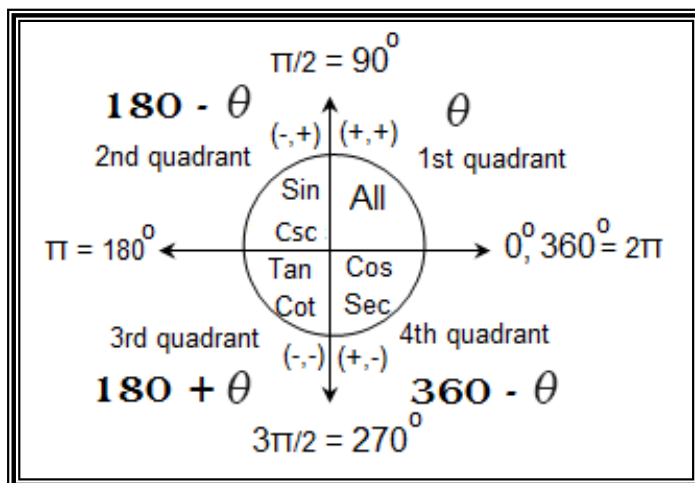 π/2 = 90°
180 - θ
θ
(-,+) (+,+)
2nd quadrant
1st quadrant
Sin
All
Csc
π = 180°
0°, 360° = 2π
Tan
Cos
Cot
Sec
3rd quadrant
4th quadrant
(-,-) (+,-)
180 + θ
360 - θ
3π/2 = 270°